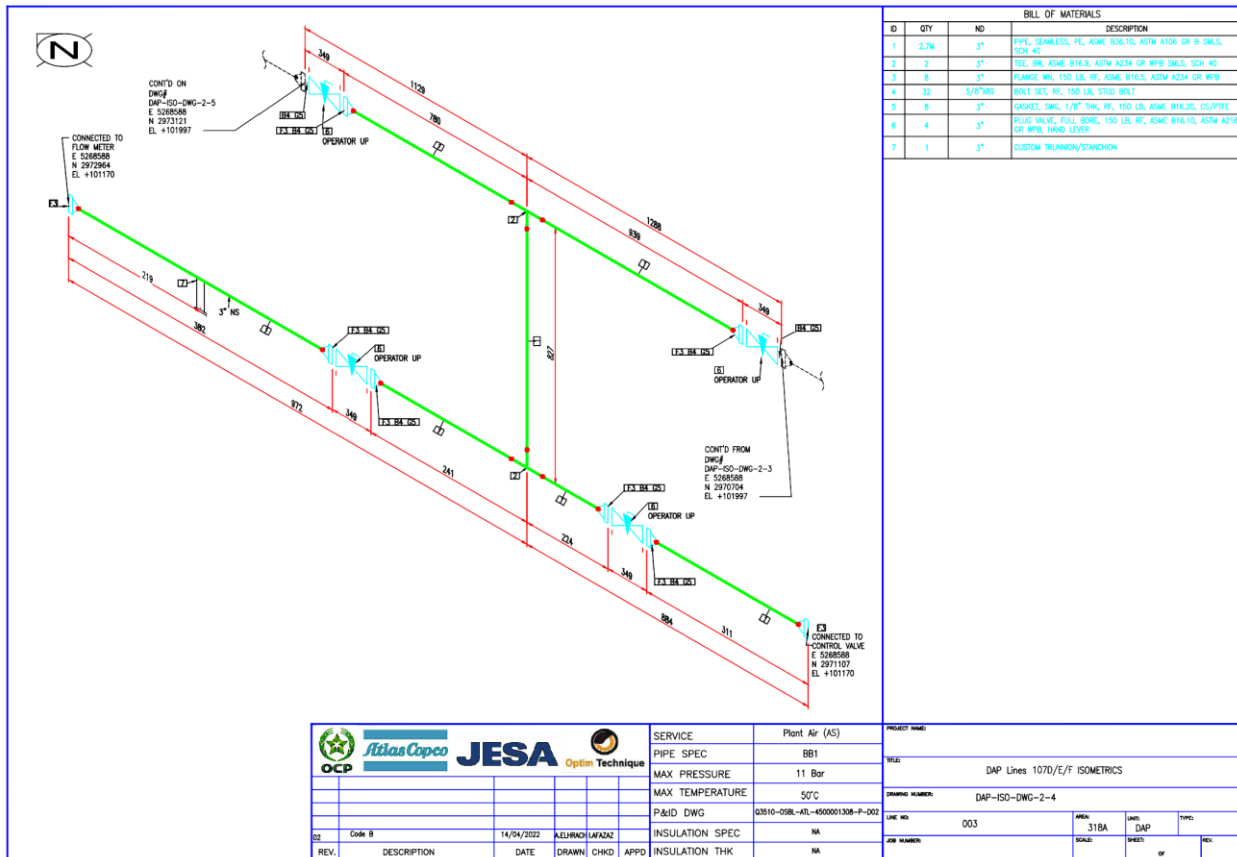 N
CONT'D ON
DWG#
DAP-ISO-DWG-2-5
E 5268588
N 2973121
EL +101997
CONNECTED TO
FLOW METER
E 5268588
N 2972964
EL +101170
F3
349
1129
780
B4 G5
F3 B4 G5
6
OPERATOR UP
1
2
1288
939
1
349
B4 G5
F3 B4 G5
6
OPERATOR UP
219
7
3" NS
382
1
972
F3 B4 G5
6
OPERATOR UP
349
F3 B4 G5
1
827
1
241
2
1
CONT'D FROM
DWG#
DAP-ISO-DWG-2-3
E 5268588
N 2970704
EL +101997
F3 B4 G5
6
OPERATOR UP
224
349
F3 B4 G5
884
311
1
F3
CONNECTED TO
CONTROL VALVE
E 5268588
N 2971107
EL +101170
BILL OF MATERIALS
ID QTY ND DESCRIPTION
1 2.7M 3" PIPE, SEAMLESS, PE, ASME B36.10, ASTM A106 GR B SMLS,
SCH 40
2 2 3" TEE, BW, ASME B16.9, ASTM A234 GR WPB SMLS, SCH 40
3 8 3" FLANGE WN, 150 LB, RF, ASME B16.5, ASTM A234 GR WPB
4 32 BOLT SET, RF, 150 LB, STUD BOLT
5 8 3" GASKET, SWG, 1/8" THK, RF, 150 LB, ASME B16.20, CS/PTFE
6 4 3" PLUG VALVE, FULL BORE, 150 LB, RF, ASME B16.10, ASTM A216
GR WPB, HAND LEVER
7 1 3" CUSTOM TRUNNION/STANCHION
OCP
Atlas Copco
JESA
Optim Technique
02 Code B 14/04/2022 LAFAZAZ
REV. DESCRIPTION DATE DRAWN CHKD APPD
SERVICE Plant Air (AS)
PIPE SPEC BB1
MAX PRESSURE 11 Bar
MAX TEMPERATURE 50°C
P&ID DWG Q3510-OSBL-ATL-4500001308-P-D02
INSULATION SPEC NA
INSULATION THK NA
PROJECT NAME:
TITLE:
DAP Lines 107D/E/F ISOMETRICS
DRAWING NUMBER:
DAP-ISO-DWG-2-4
LINE NO: 003
AREA: 318A
UNIT: DAP
TYPE:
JOB NUMBER:
SCALE:
SHEET: OF
REV.